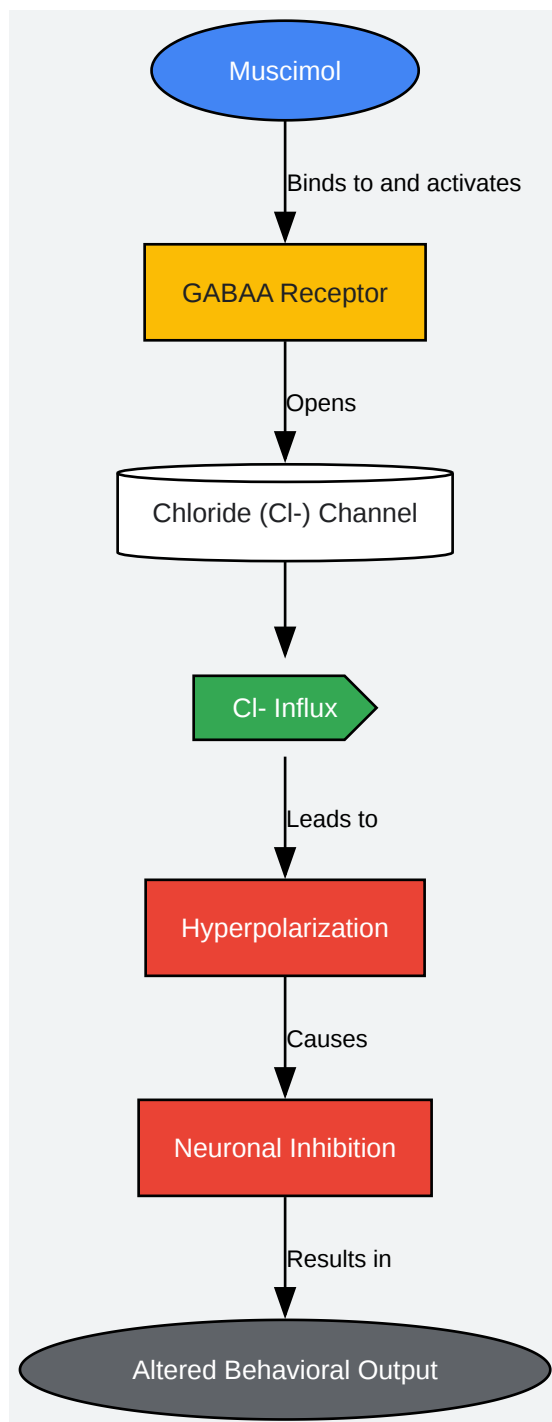 Muscimol
Binds to and activates
GABAA Receptor
Opens
Chloride (Cl-) Channel
Cl- Influx
Leads to
Hyperpolarization
Causes
Neuronal Inhibition
Results in
Altered Behavioral Output